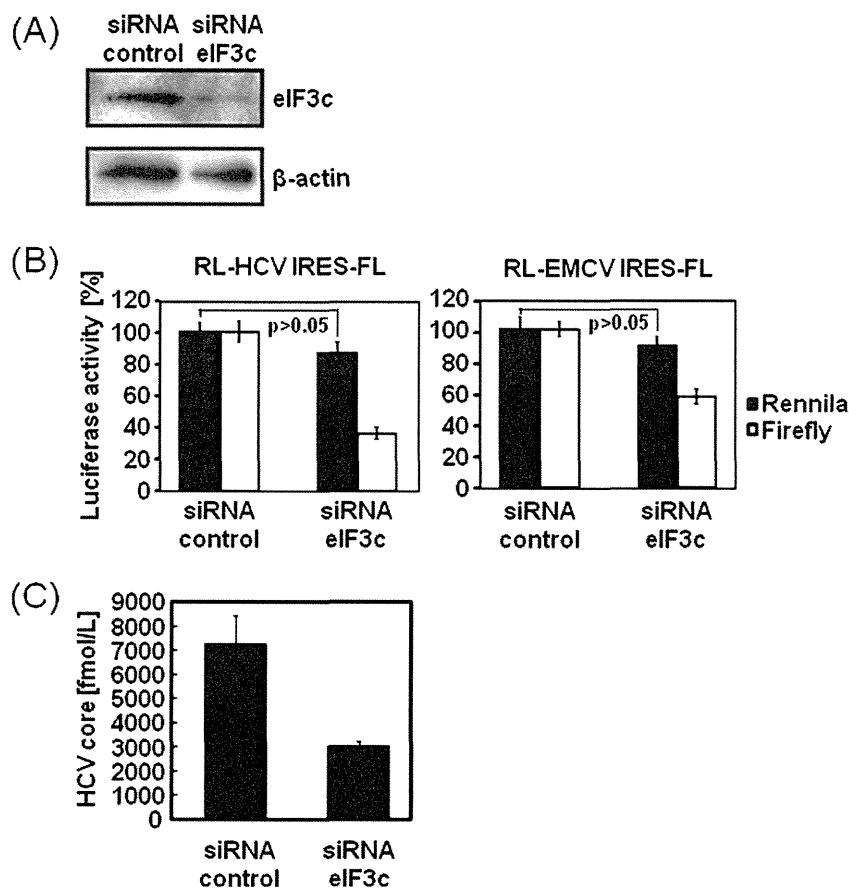 (A)
siRNA siRNA
control eIF3c
eIF3c
β-actin
(B)
RL-HCV IRES-FL
RL-EMCV IRES-FL
Luciferase activity [%]
120
100
80
60
40
20
0
p>0.05
siRNA
control
siRNA
eIF3c
120
100
80
60
40
20
0
p>0.05
siRNA
control
siRNA
eIF3c
Rennila
Firefly
(C)
HCV core [fmol/L]
9000
8000
7000
6000
5000
4000
3000
2000
1000
0
siRNA
control
siRNA
eIF3c